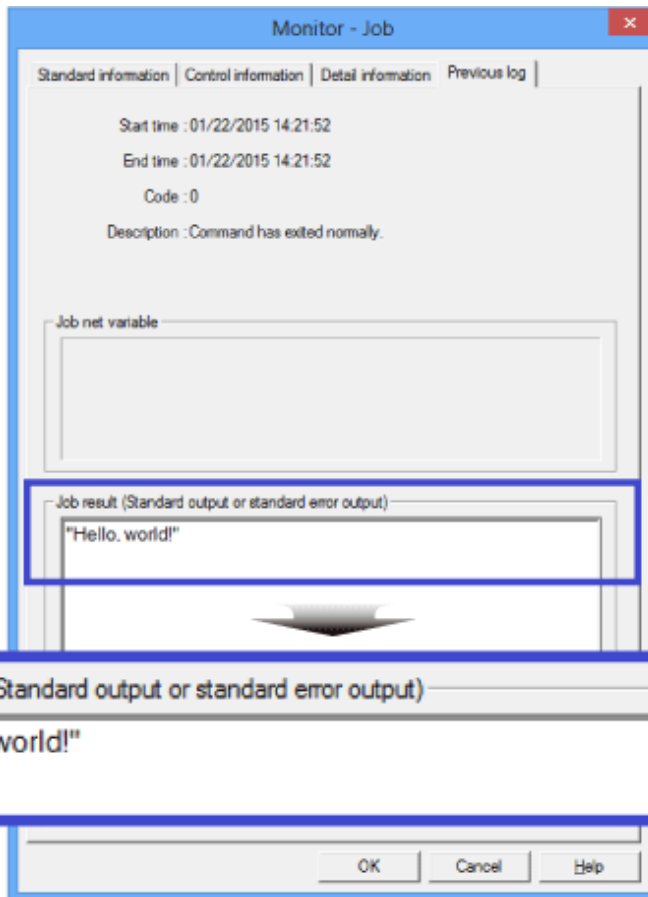 Monitor - Job
Standard information Control information Detail information Previous log
Start time : 01/22/2015 14:21:52
End time : 01/22/2015 14:21:52
Code : 0
Description : Command has exited normally.
Job net variable
Job result (Standard output or standard error output)
"Hello, world!"
Standard output or standard error output)
world!"
OK Cancel Help